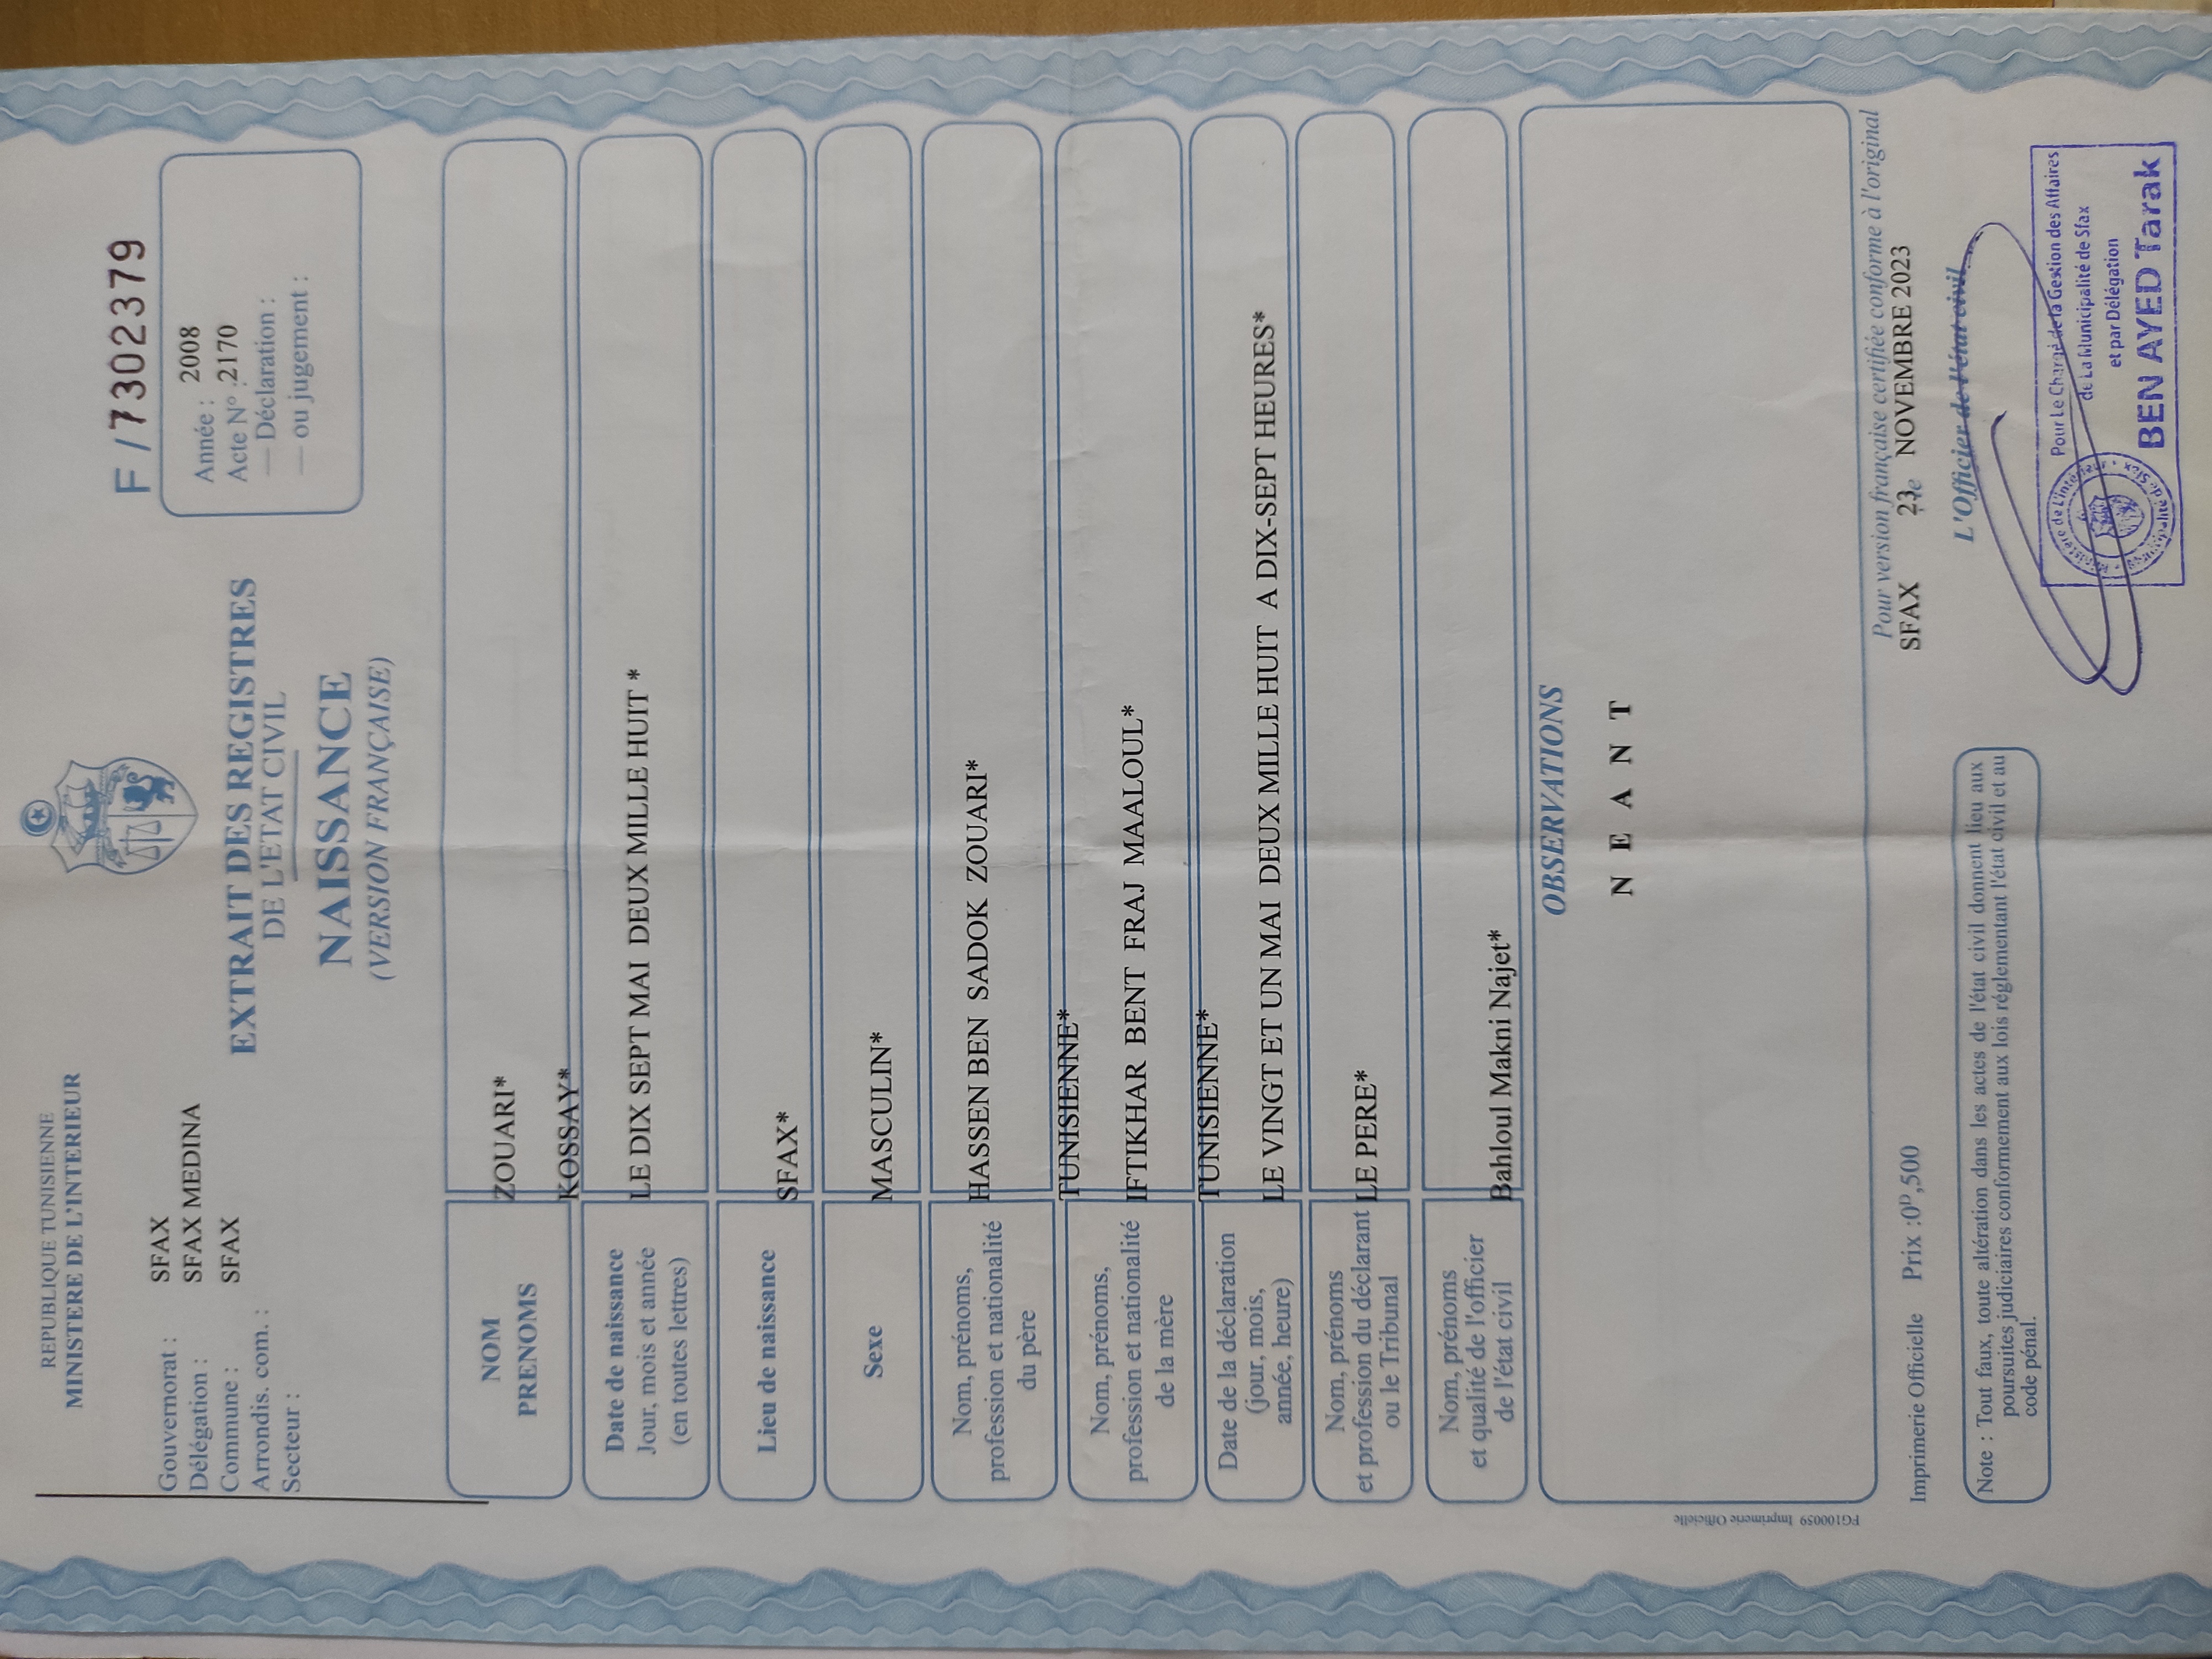 REPUBLIQUE TUNISIENNE
MINISTERE DE L'INTERIEUR
Gouvernorat : SFAX
Délégation : SFAX MEDINA
Commune : SFAX
Arrondis. com. :
Secteur :
F / 7302379
Année : 2008
Acte N° .2170
— Déclaration :
— ou jugement :
EXTRAIT DES REGISTRES
DE L'ETAT CIVIL
NAISSANCE
(VERSION FRANÇAISE)
NOM
PRENOMS
ZOUARI*
KOSSAY*
Date de naissance
Jour, mois et année
(en toutes lettres)
LE DIX SEPT MAI DEUX MILLE HUIT *
Lieu de naissance
SFAX*
Sexe
MASCULIN*
Nom, prénoms,
profession et nationalité
du père
HASSEN BEN SADOK ZOUARI*
TUNISIENNE*
Nom, prénoms,
profession et nationalité
de la mère
IFTIKHAR BENT FRAJ MAALOUL*
TUNISIENNE*
Date de la déclaration
(jour, mois,
année, heure)
LE VINGT ET UN MAI DEUX MILLE HUIT A DIX-SEPT HEURES*
Nom, prénoms
et profession du déclarant
ou le Tribunal
LE PERE*
Nom, prénoms
et qualité de l'officier
de l'état civil
Bahloul Makni Najet*
OBSERVATIONS
N E A N T
FG100059 Imprimerie Officielle
Imprimerie Officielle Prix :0ᴰ,500
Pour version française certifiée conforme à l'original
SFAX 23 le NOVEMBRE 2023
L'Officier de l'état civil
Note : Tout faux, toute altération dans les actes de l'état civil donnent lieu aux
poursuites judiciaires conformement aux lois réglementant l'état civil et au
code pénal.
Pour Le Chargé de la Gestion des Affaires
de La Municipalité de Sfax
et par Délégation
BEN AYED Tarak
Ministère de L'intérieur
Municipalité de Sfax